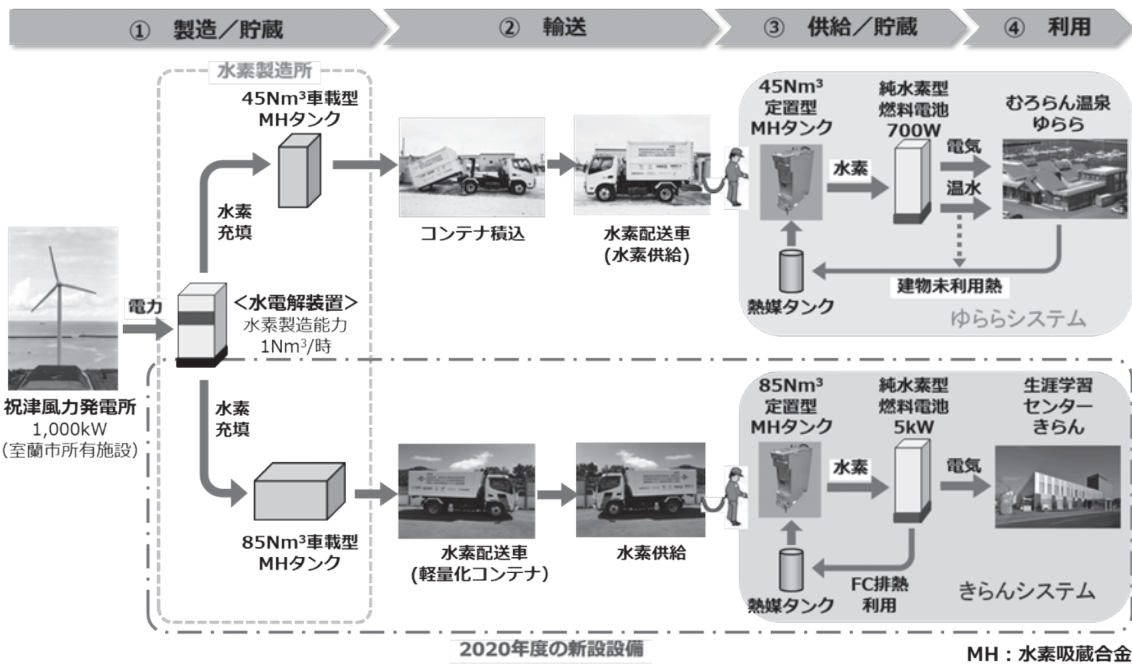 ① 製造／貯蔵
② 輸送
③ 供給／貯蔵
④ 利用
水素製造所
45Nm³車載型
MHタンク
水素
充填
祝津風力発電所
1,000kW
(室蘭市所有施設)
電力
＜水電解装置＞
水素製造能力
1Nm³/時
水素
充填
85Nm³車載型
MHタンク
コンテナ積込
水素配送車
(水素供給)
45Nm³
定置型
MHタンク
水素
純水素型
燃料電池
700W
電気
温水
むろらん温泉
ゆらら
熱媒タンク
建物未利用熱
ゆららシステム
水素配送車
(軽量化コンテナ)
水素供給
85Nm³
定置型
MHタンク
水素
純水素型
燃料電池
5kW
電気
生涯学習
センター
きらん
熱媒タンク
FC排熱
利用
きらんシステム
2020年度の新設設備
MH：水素吸蔵合金